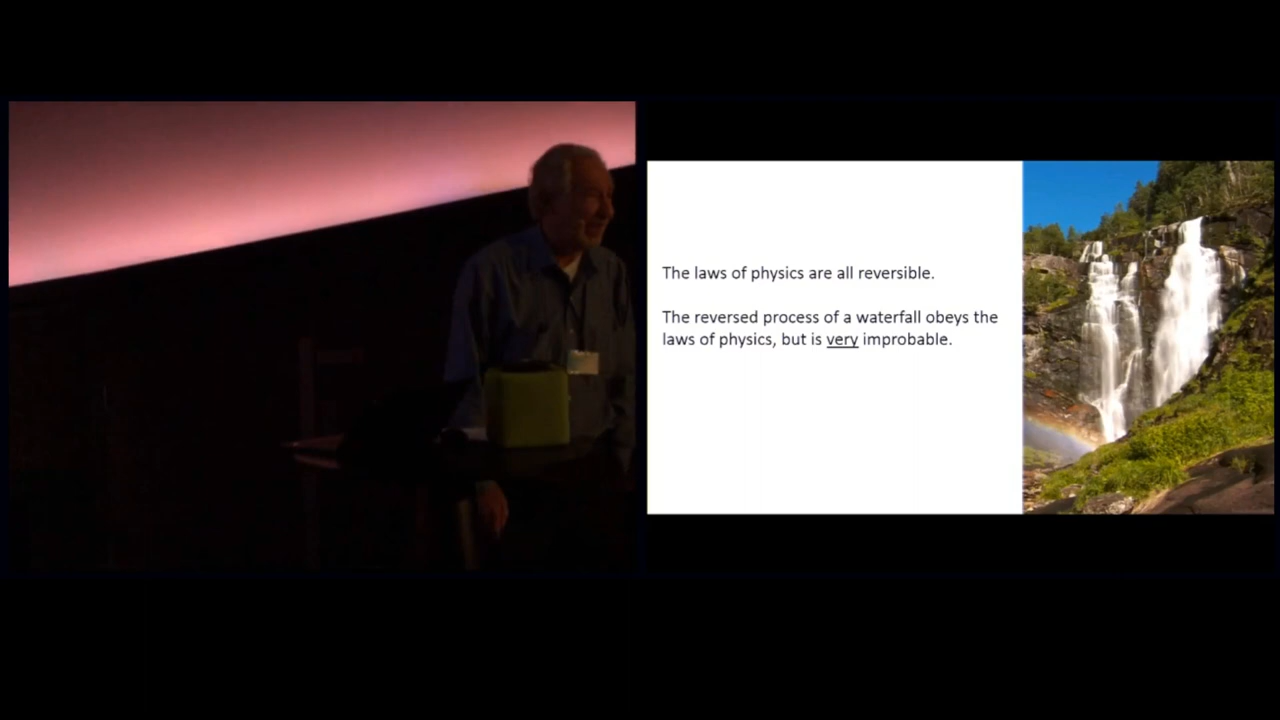 The laws of physics are all reversible.
The reversed process of a waterfall obeys the
laws of physics, but is very improbable.